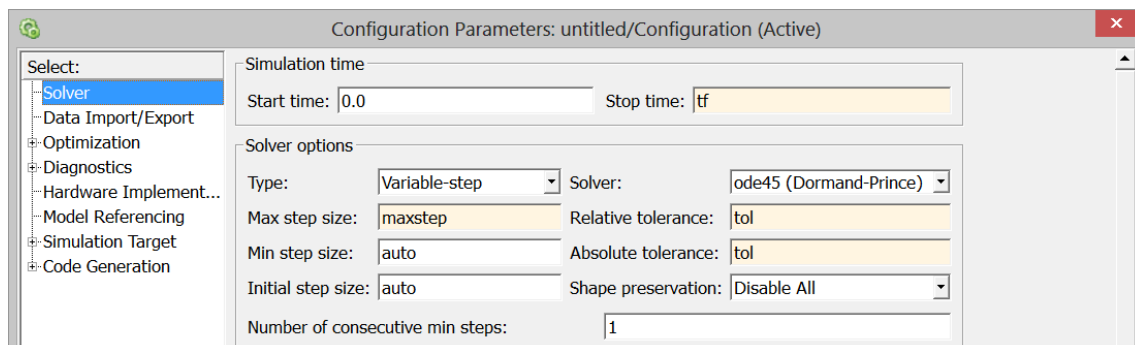 Configuration Parameters: untitled/Configuration (Active)
Select:
Solver
Data Import/Export
Optimization
Diagnostics
Hardware Implement...
Model Referencing
Simulation Target
Code Generation
Simulation time
Start time: 0.0 Stop time: tf
Solver options
Type: Variable-step Solver: ode45 (Dormand-Prince)
Max step size: maxstep Relative tolerance: tol
Min step size: auto Absolute tolerance: tol
Initial step size: auto Shape preservation: Disable All
Number of consecutive min steps: 1